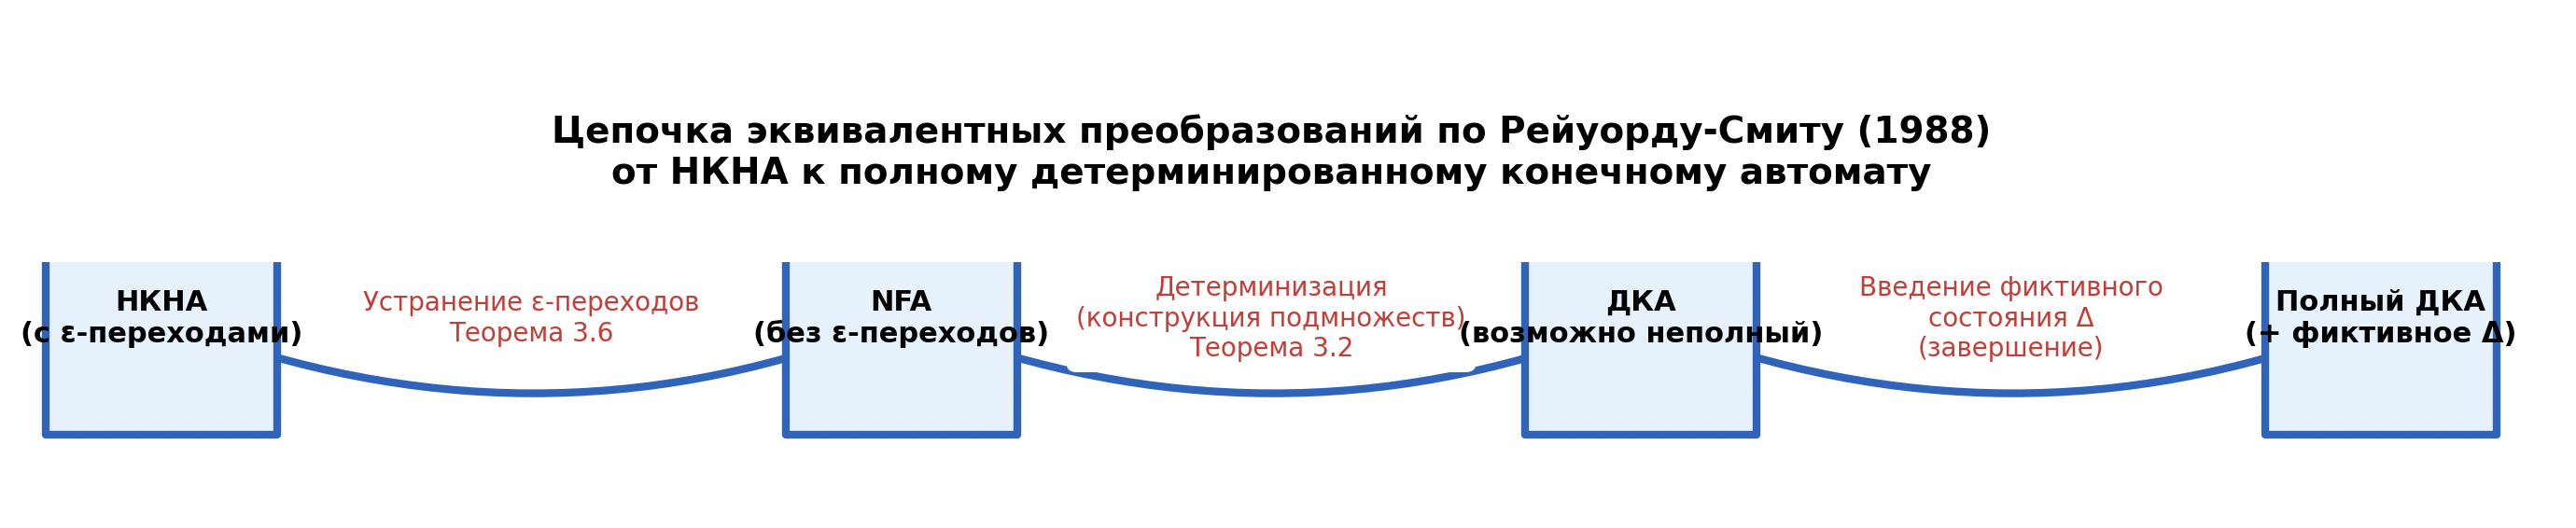 Цепочка эквивалентных преобразований по Рейуорду-Смиту (1988)
от НКНА к полному детерминированному конечному автомату
НКНА
(с ε-переходами)
Устранение ε-переходов
Теорема 3.6
NFA
(без ε-переходов)
Детерминизация
(конструкция подмножеств)
Теорема 3.2
ДКА
(возможно неполный)
Введение фиктивного
состояния Δ
(завершение)
Полный ДКА
(+ фиктивное Δ)